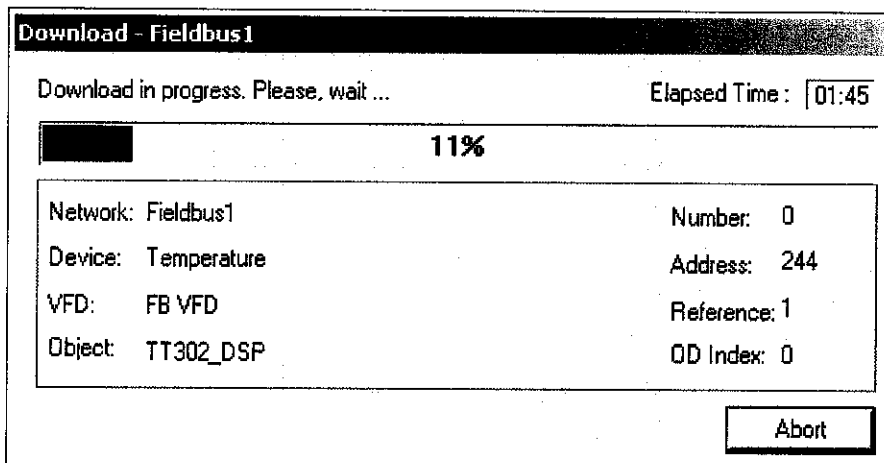 Download - Fieldbus1
Download in progress. Please, wait ...
Elapsed Time : 01:45
11%
Network: Fieldbus1
Number: 0
Device: Temperature
Address: 244
VFD: FB VFD
Reference: 1
Object: TT302_DSP
OD Index: 0
Abort